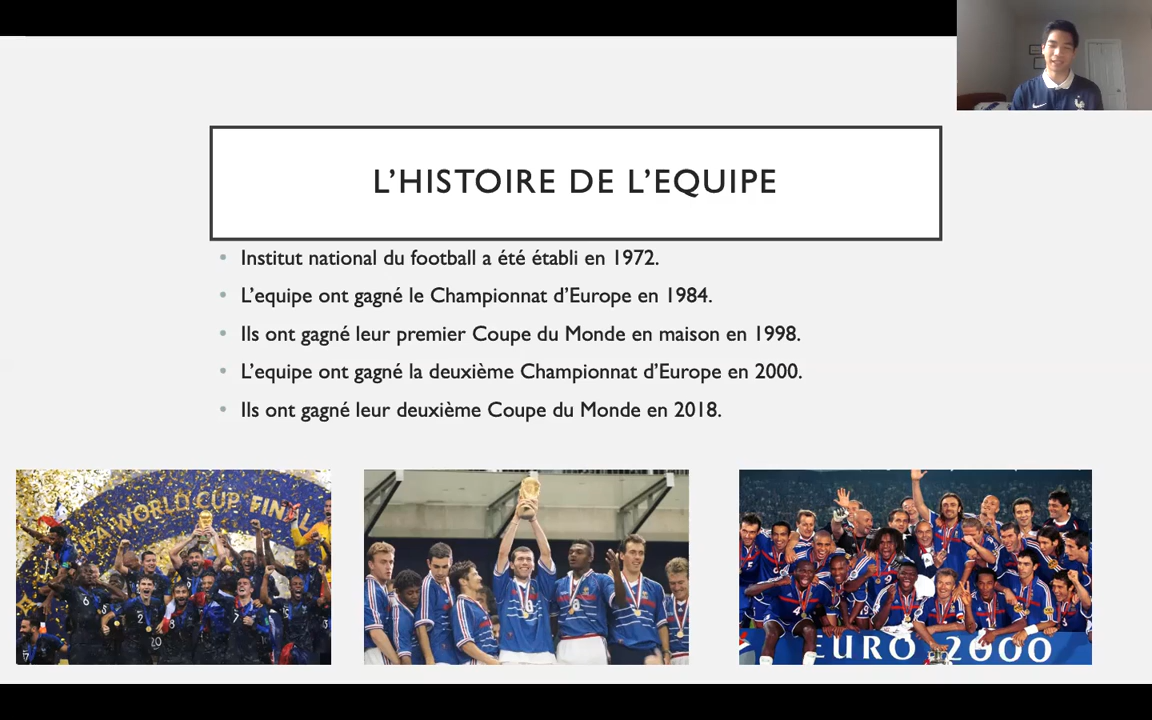 L'HISTOIRE DE L'EQUIPE
Institut national du football a été établi en 1972.
L'equipe ont gagné le Championnat d'Europe en 1984.
Ils ont gagné leur premier Coupe du Monde en maison en 1998.
L'equipe ont gagné la deuxième Championnat d'Europe en 2000.
Ils ont gagné leur deuxième Coupe du Monde en 2018.
WORLD CUP FINAL
EURO 2000